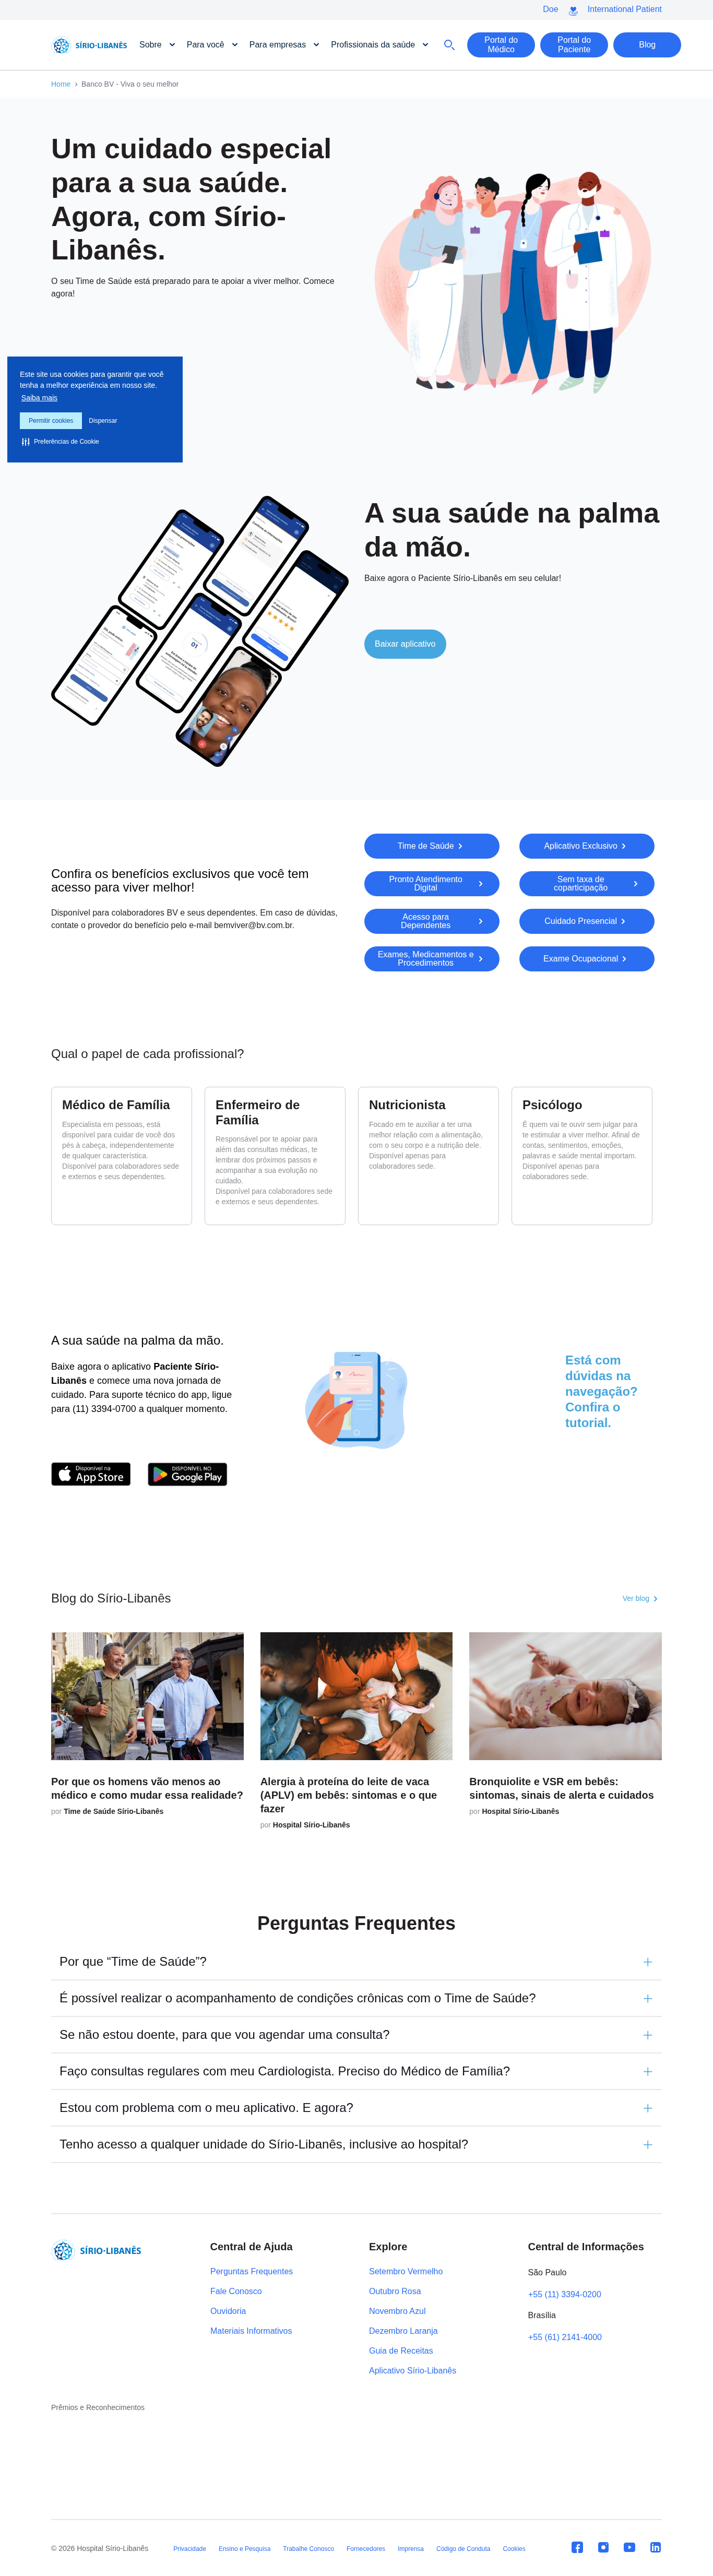 Doe
International Patient
SÍRIO-LIBANÊS
Sobre
Para você
Para empresas
Profissionais da saúde
Portal do
Médico
Portal do
Paciente
Blog
Home
Banco BV - Viva o seu melhor
Um cuidado especial
para a sua saúde.
Agora, com Sírio-
Libanês.
O seu Time de Saúde está preparado para te apoiar a viver melhor. Comece
agora!
Este site usa cookies para garantir que você
tenha a melhor experiência em nosso site.
Saiba mais
Permitir cookies
Dispensar
Preferências de Cookie
A sua saúde na palma
da mão.
Baixe agora o Paciente Sírio-Libanês em seu celular!
Baixar aplicativo
01
Confira os benefícios exclusivos que você tem
acesso para viver melhor!
Disponível para colaboradores BV e seus dependentes. Em caso de dúvidas,
contate o provedor do benefício pelo e-mail bemviver@bv.com.br.
Time de Saúde
Aplicativo Exclusivo
Pronto Atendimento
Digital
Sem taxa de
coparticipação
Acesso para
Dependentes
Cuidado Presencial
Exames, Medicamentos e
Procedimentos
Exame Ocupacional
Qual o papel de cada profissional?
Médico de Família
Especialista em pessoas, está
disponível para cuidar de você dos
pés à cabeça, independentemente
de qualquer característica.
Disponível para colaboradores sede
e externos e seus dependentes.
Enfermeiro de
Família
Responsável por te apoiar para
além das consultas médicas, te
lembrar dos próximos passos e
acompanhar a sua evolução no
cuidado.
Disponível para colaboradores sede
e externos e seus dependentes.
Nutricionista
Focado em te auxiliar a ter uma
melhor relação com a alimentação,
com o seu corpo e a nutrição dele.
Disponível apenas para
colaboradores sede.
Psicólogo
É quem vai te ouvir sem julgar para
te estimular a viver melhor. Afinal de
contas, sentimentos, emoções,
palavras e saúde mental importam.
Disponível apenas para
colaboradores sede.
A sua saúde na palma da mão.
Baixe agora o aplicativo Paciente Sírio-
Libanês e comece uma nova jornada de
cuidado. Para suporte técnico do app, ligue
para (11) 3394-0700 a qualquer momento.
Disponível na
App Store
DISPONÍVEL NO
Google Play
Está com
dúvidas na
navegação?
Confira o
tutorial.
Blog do Sírio-Libanês
Ver blog
Por que os homens vão menos ao
médico e como mudar essa realidade?
por Time de Saúde Sírio-Libanês
Alergia à proteína do leite de vaca
(APLV) em bebês: sintomas e o que
fazer
por Hospital Sírio-Libanês
Bronquiolite e VSR em bebês:
sintomas, sinais de alerta e cuidados
por Hospital Sírio-Libanês
Perguntas Frequentes
Por que “Time de Saúde”?
É possível realizar o acompanhamento de condições crônicas com o Time de Saúde?
Se não estou doente, para que vou agendar uma consulta?
Faço consultas regulares com meu Cardiologista. Preciso do Médico de Família?
Estou com problema com o meu aplicativo. E agora?
Tenho acesso a qualquer unidade do Sírio-Libanês, inclusive ao hospital?
SÍRIO-LIBANÊS
Central de Ajuda
Perguntas Frequentes
Fale Conosco
Ouvidoria
Materiais Informativos
Explore
Setembro Vermelho
Outubro Rosa
Novembro Azul
Dezembro Laranja
Guia de Receitas
Aplicativo Sírio-Libanês
Central de Informações
São Paulo
+55 (11) 3394-0200
Brasília
+55 (61) 2141-4000
Prêmios e Reconhecimentos
© 2026 Hospital Sírio-Libanês
Privacidade
Ensino e Pesquisa
Trabalhe Conosco
Fornecedores
Imprensa
Código de Conduta
Cookies